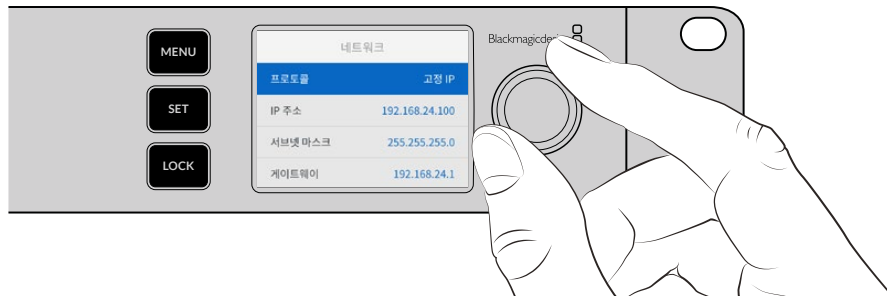 MENU
SET
LOCK
네트워크
프로토콜 고정 IP
IP 주소 192.168.24.100
서브넷 마스크 255.255.255.0
게이트웨이 192.168.24.1